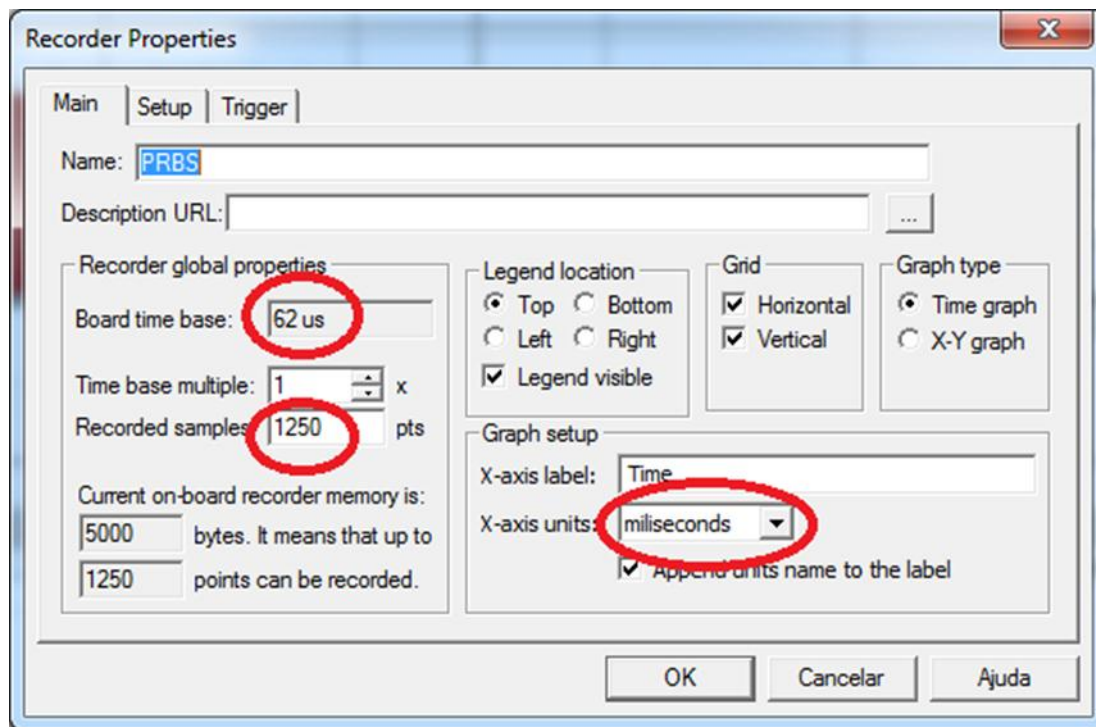 Recorder Properties
Main
Setup
Trigger
Name: PRBS
Description URL:
...
Recorder global properties
Board time base: 62 us
Time base multiple: 1 x
Recorded samples 1250 pts
Current on-board recorder memory is:
5000 bytes. It means that up to
1250 points can be recorded.
Legend location
Top Bottom
Left Right
Legend visible
Grid
Horizontal
Vertical
Graph type
Time graph
X-Y graph
Graph setup
X-axis label: Time
X-axis units: miliseconds
Append units name to the label
OK
Cancelar
Ajuda